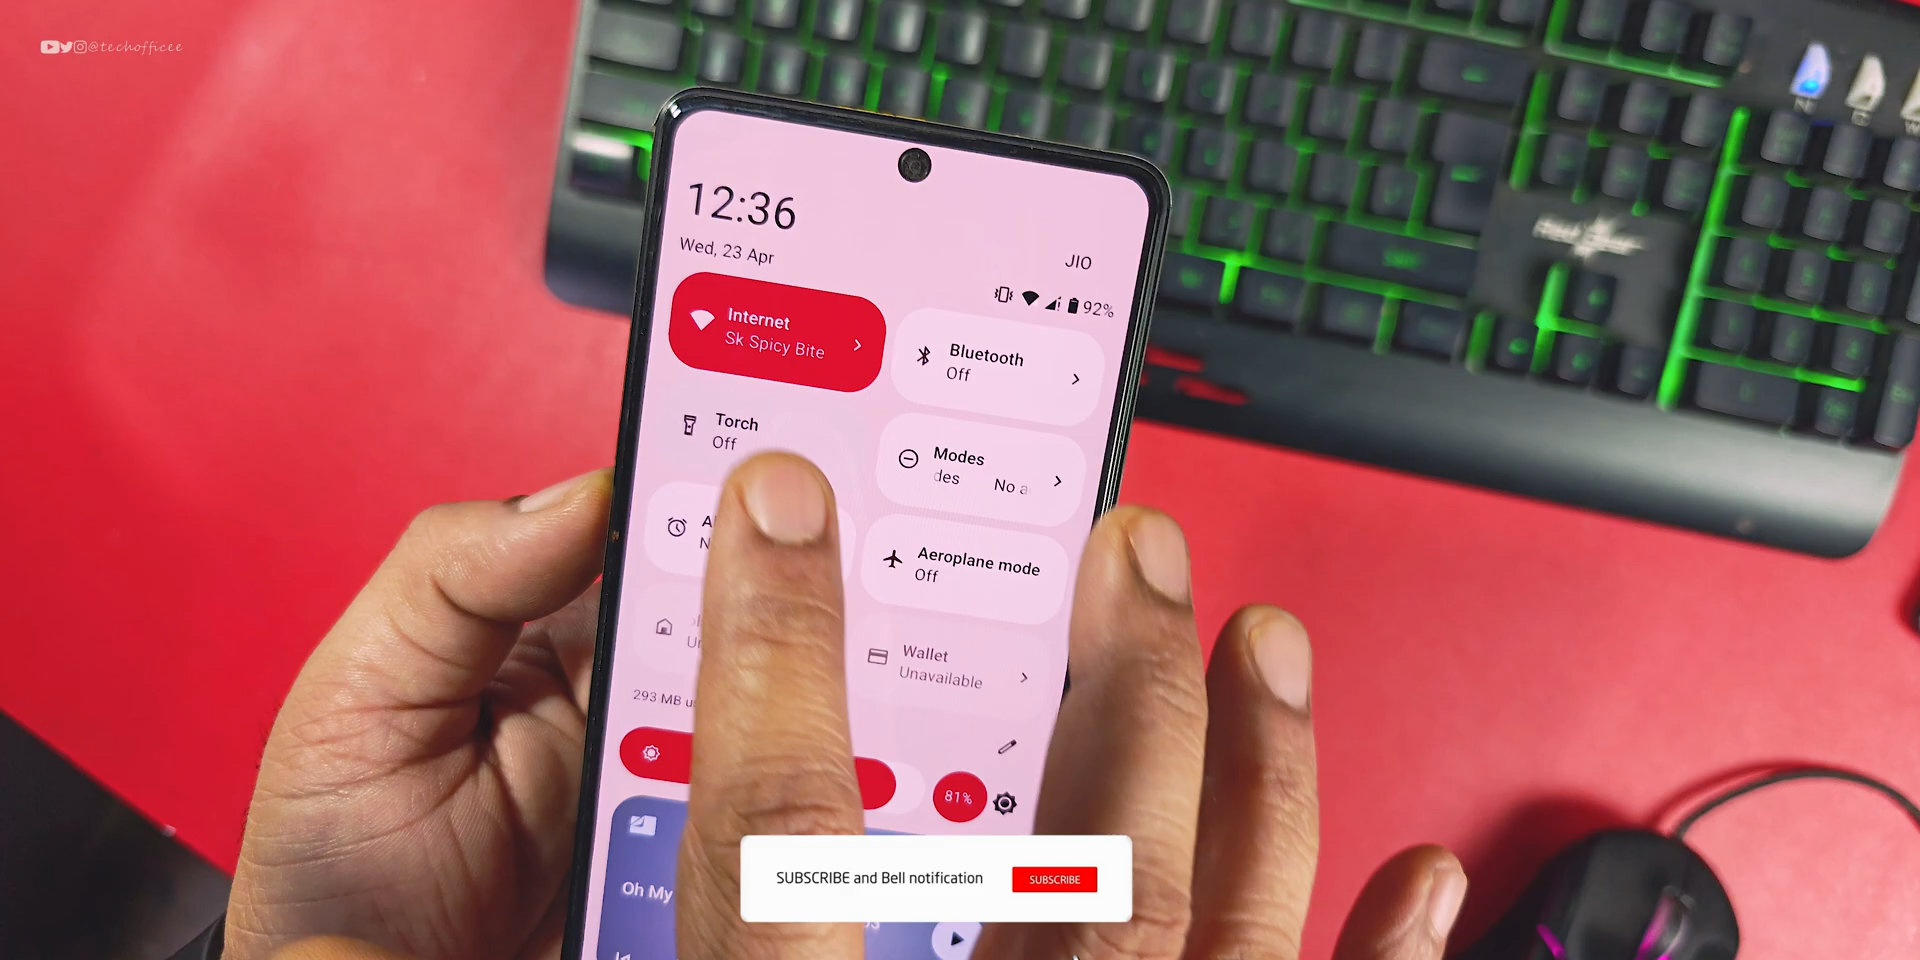 @techofficee
12:36
Wed, 23 Apr
JIO
92%
Internet
Sk Spicy Bite
Bluetooth
Off
Torch
Off
Modes
des No a
Aeroplane mode
Off
Wallet
Unavailable
293 MB
81%
Oh My
SUBSCRIBE and Bell notification
SUBSCRIBE